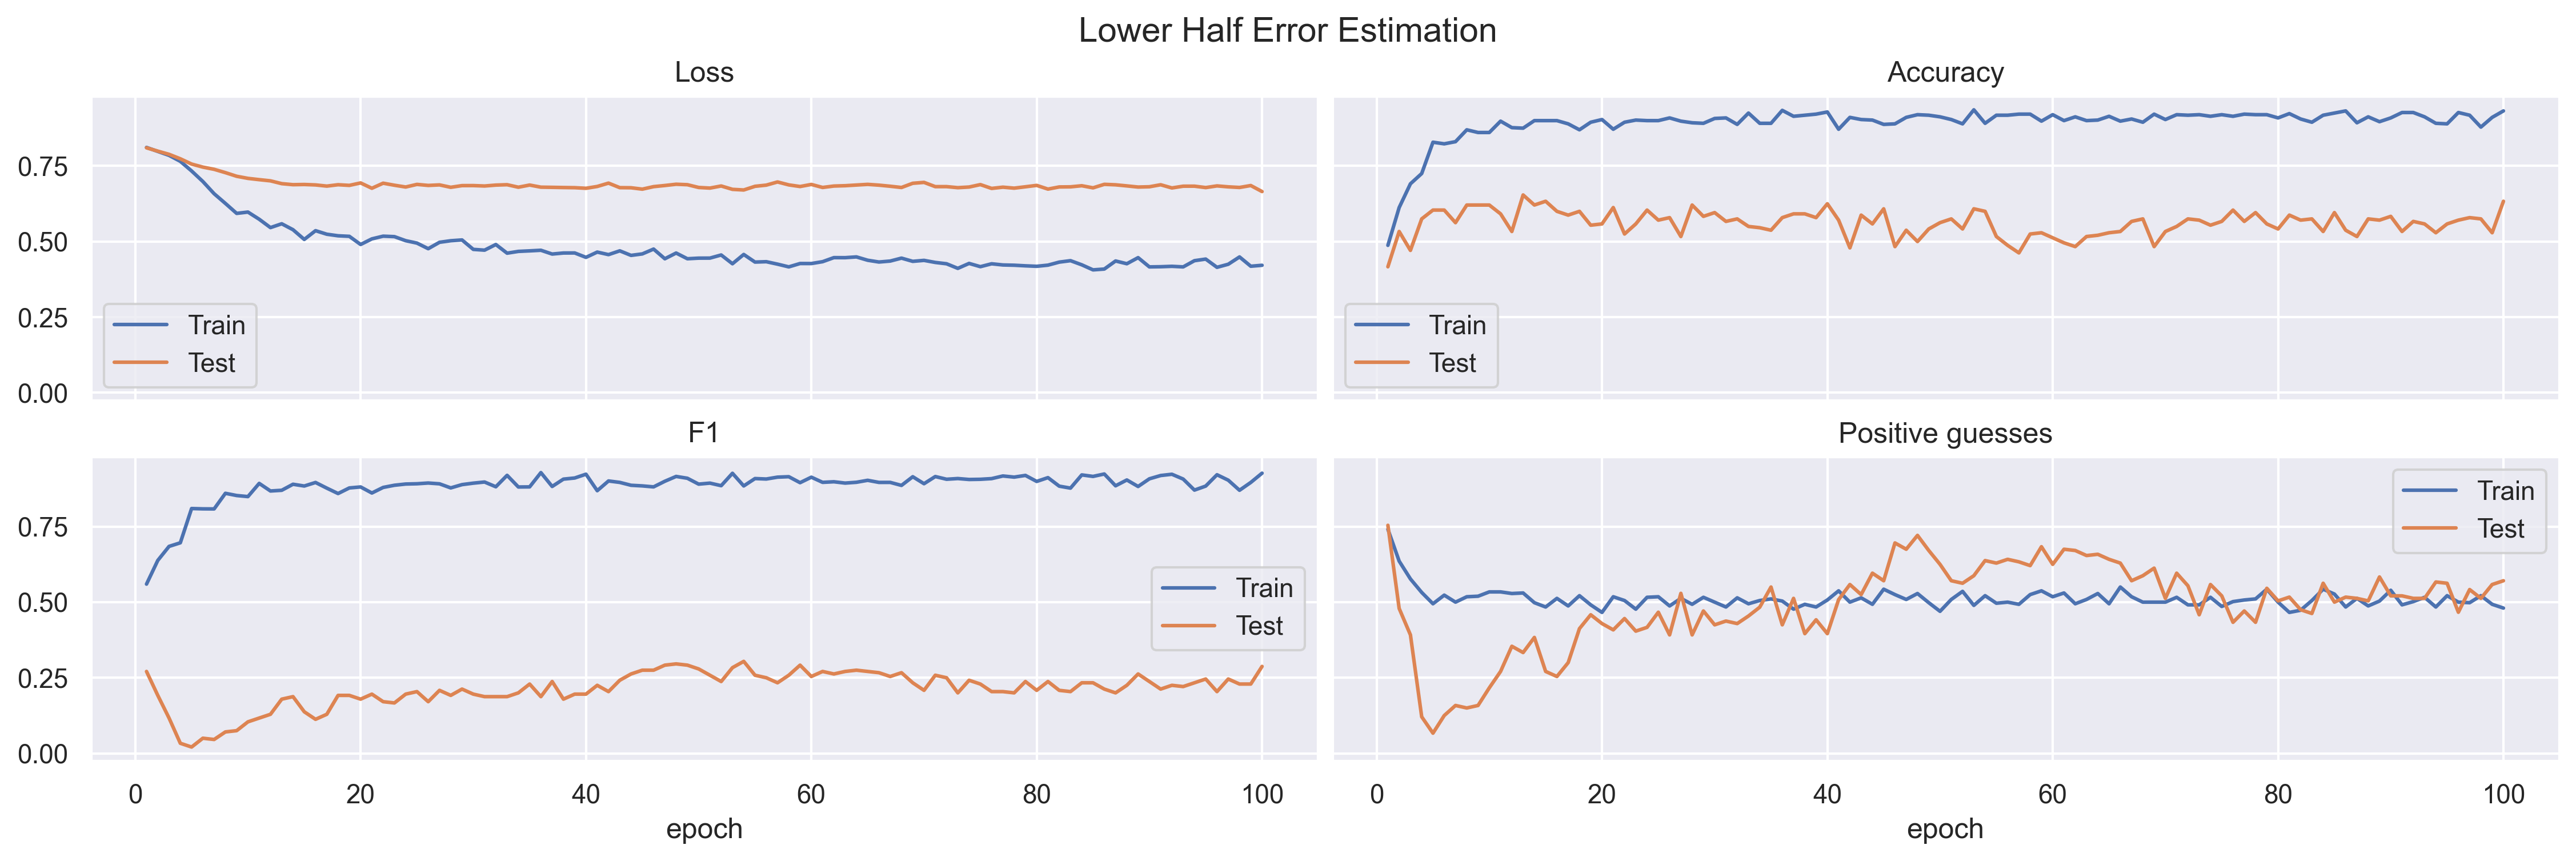 Lower Half Error Estimation
Loss
Accuracy
0.75
0.50
0.25
0.00
Train
Test
Train
Test
F1
Positive guesses
0.75
0.50
0.25
0.00
Train
Test
Train
Test
0 20 40 60 80 100
0 20 40 60 80 100
epoch
epoch